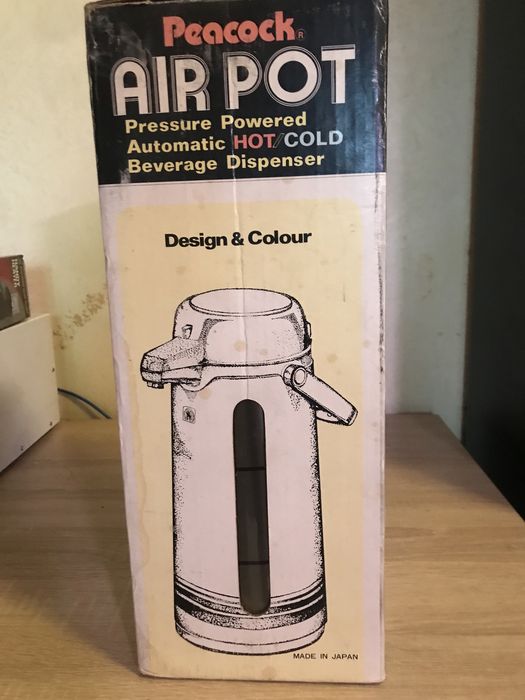 Peacock®
AIR POT
Pressure Powered
Automatic HOT/COLD
Beverage Dispenser
Design & Colour
MADE IN JAPAN